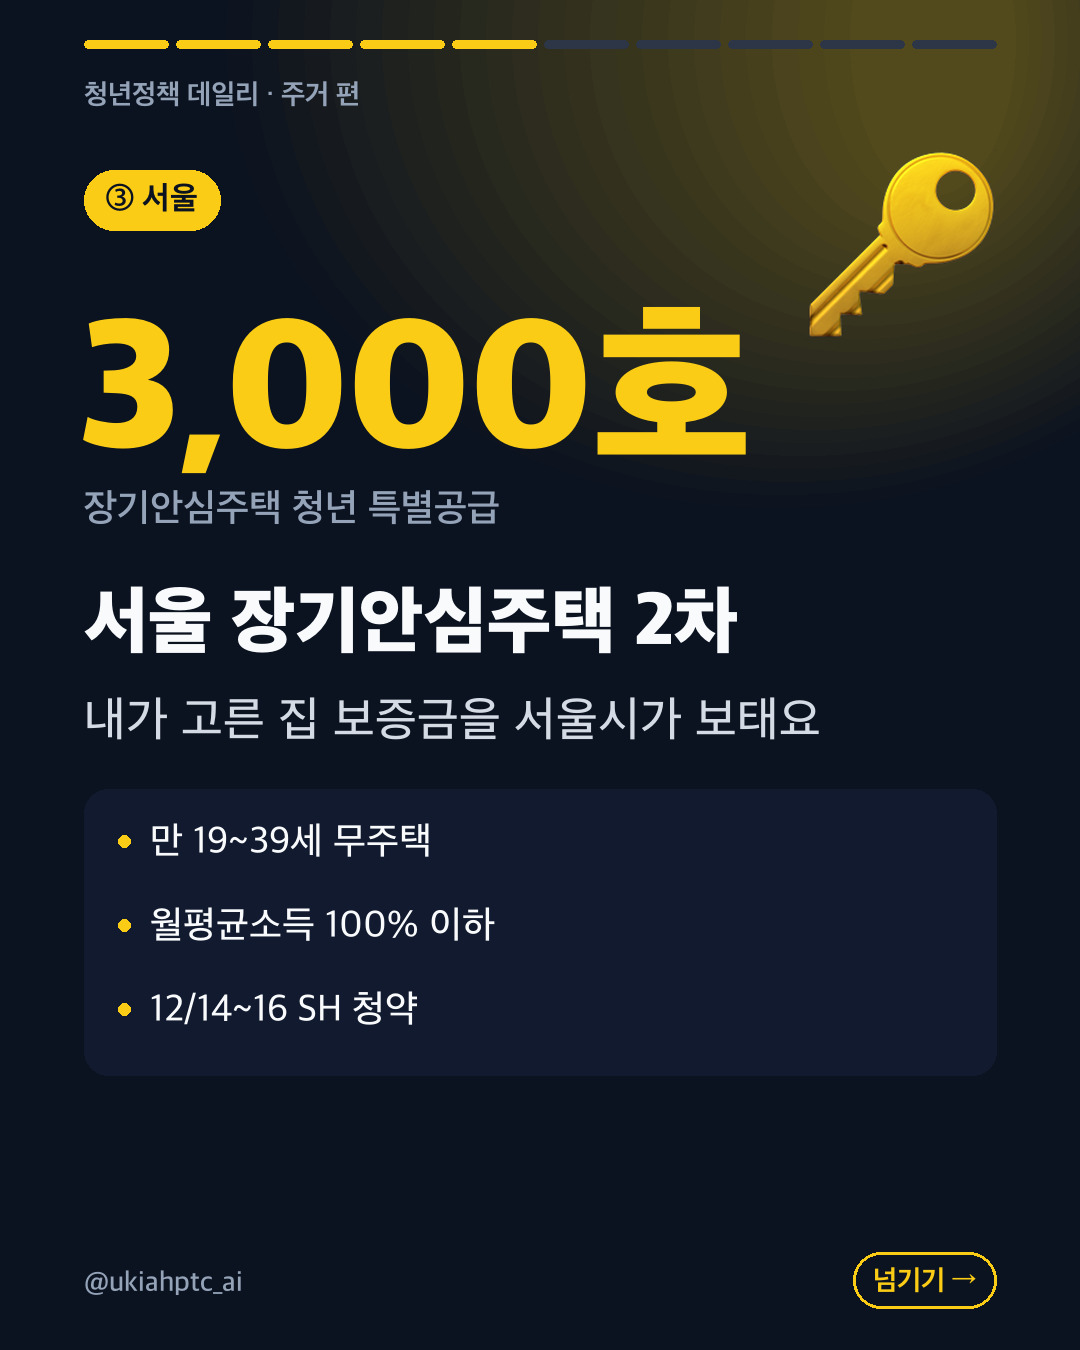 청년정책 데일리 · 주거 편
③ 서울
3,000호
장기안심주택 청년 특별공급
서울 장기안심주택 2차
내가 고른 집 보증금을 서울시가 보태요
• 만 19~39세 무주택
• 월평균소득 100% 이하
• 12/14~16 SH 청약
@ukiahptc_ai
넘기기 →